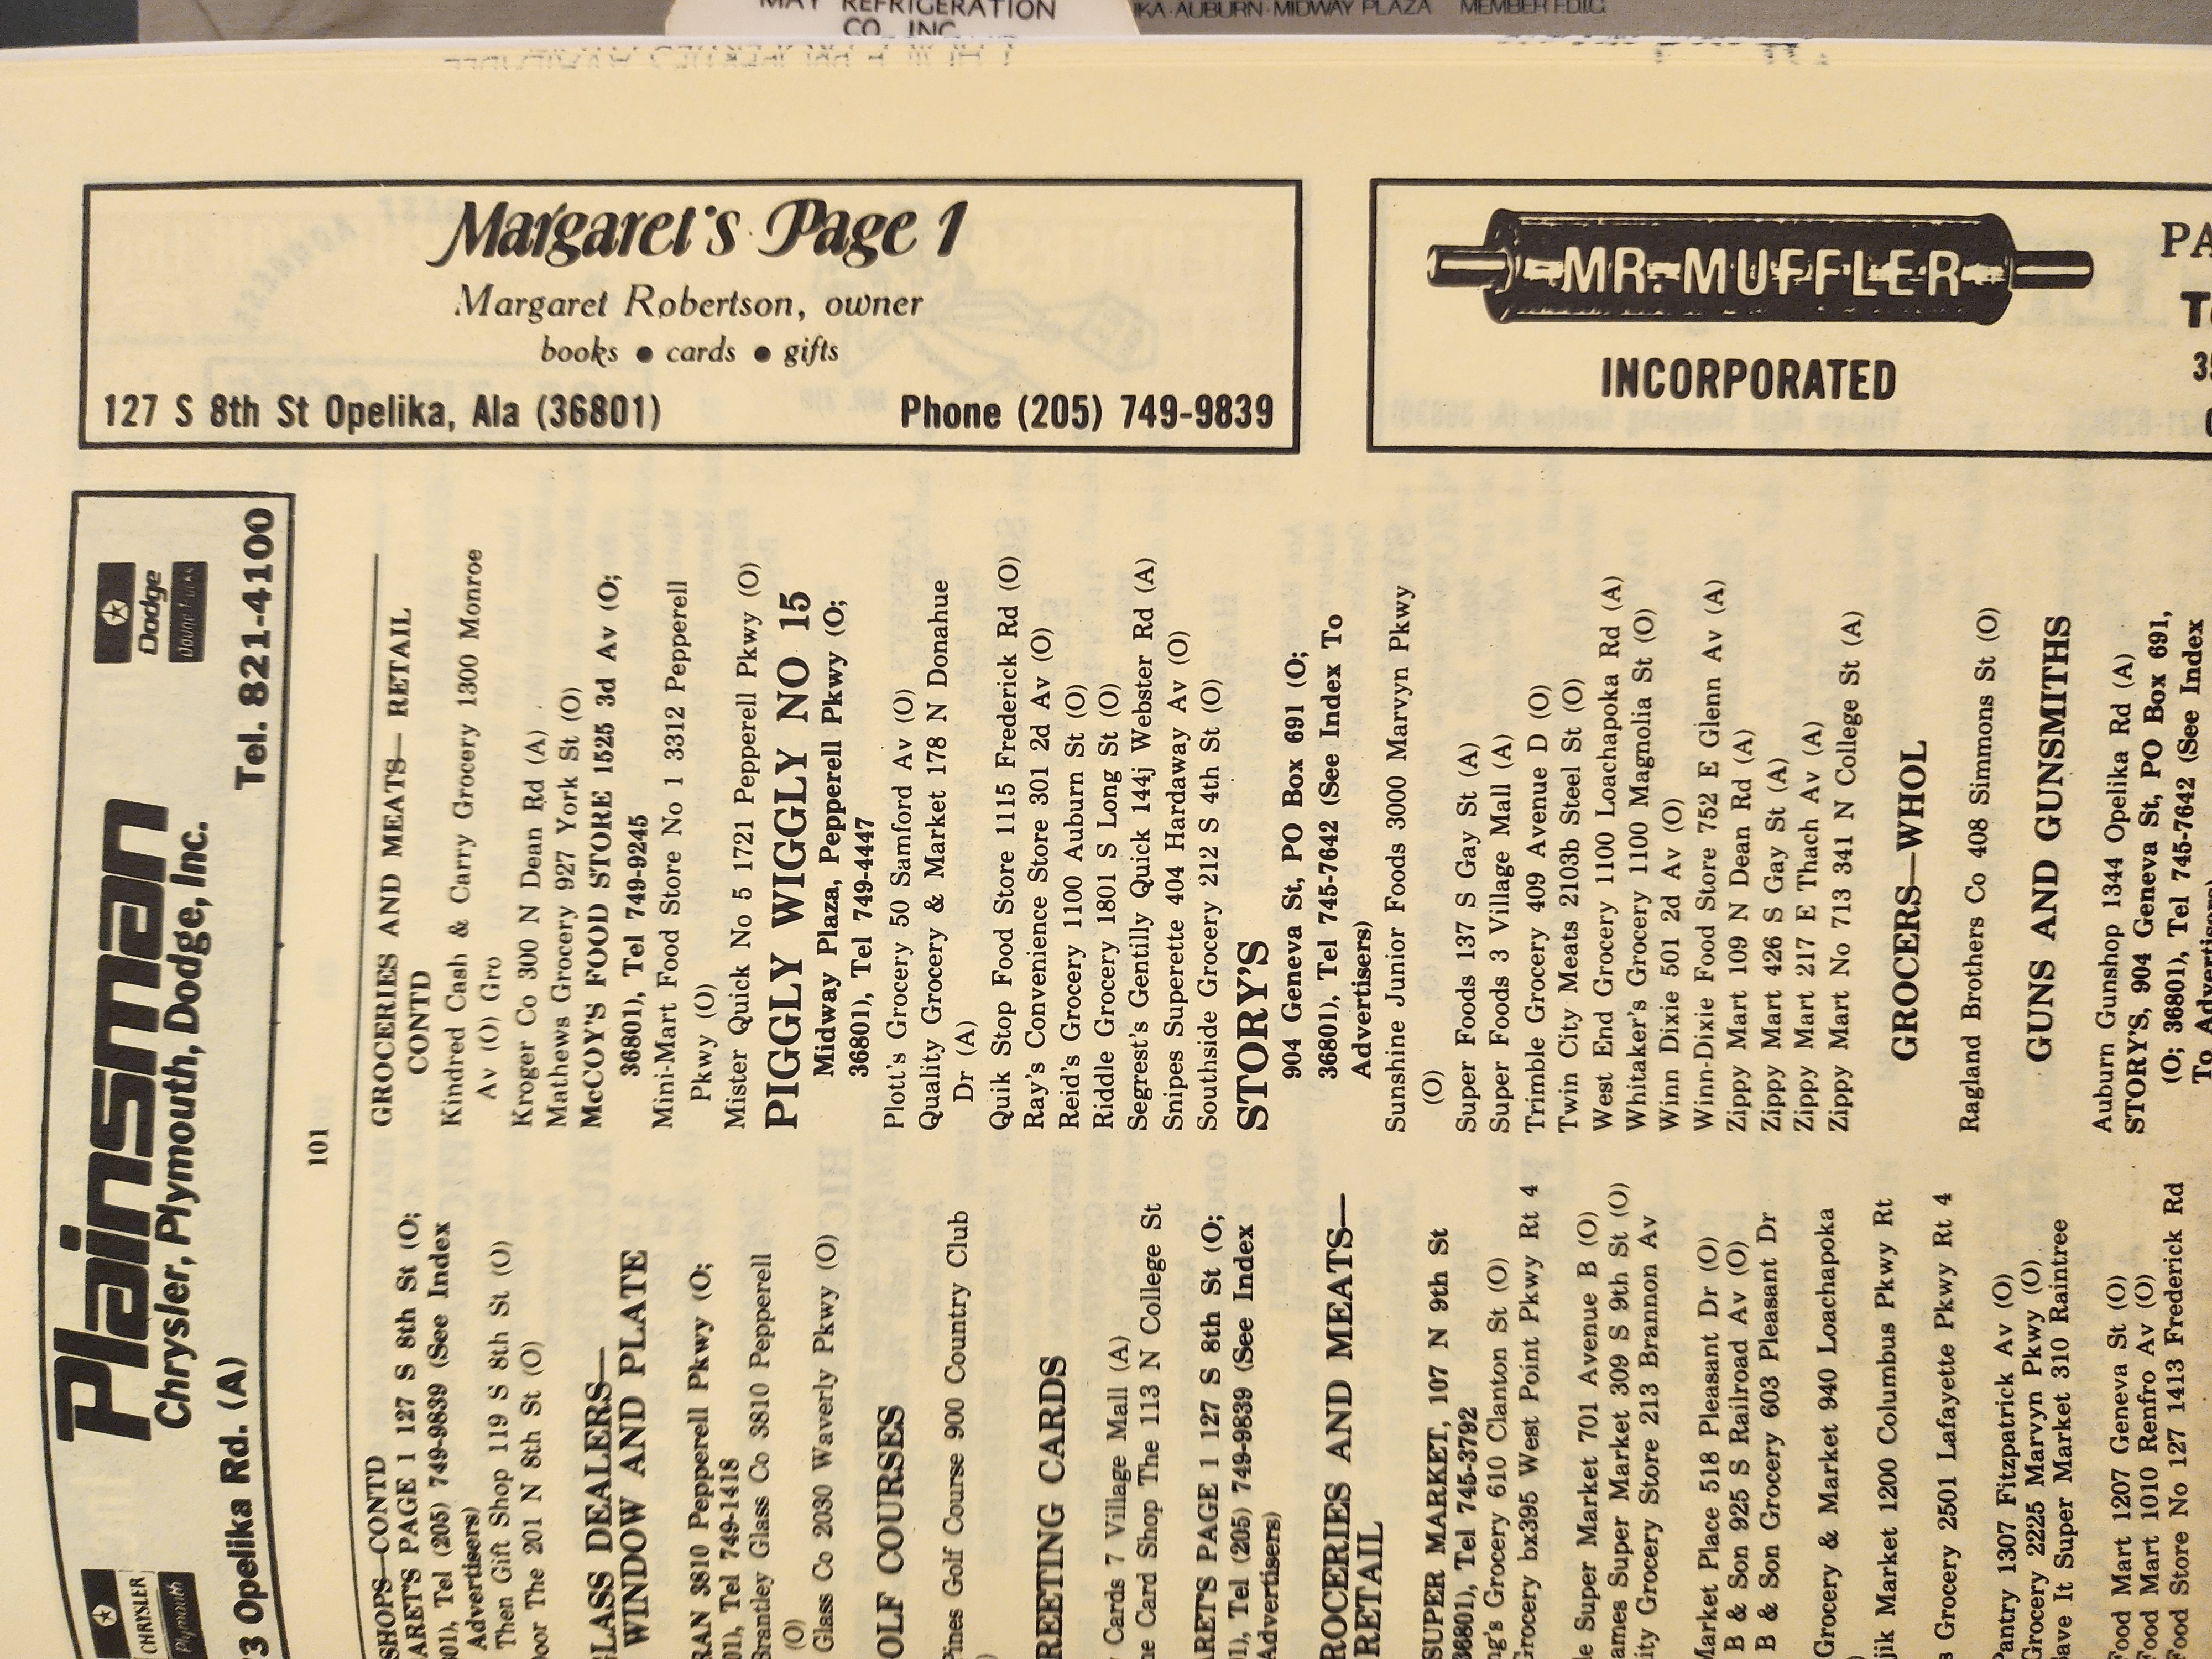 MAY REFRIGERATION
CO., INC.
IKA-AUBURN-MIDWAY PLAZA MEMBER F.D.I.C.
Margaret's Page 1
Margaret Robertson, owner
books ● cards ● gifts
127 S 8th St Opelika, Ala (36801) Phone (205) 749-9839
MR. MUFFLER
INCORPORATED
PA
Plainsman
Chrysler, Plymouth, Dodge, Inc.
Dodge
CHRYSLER
Plymouth
3 Opelika Rd. (A) Tel. 821-4100
101
SHOPS—CONTD
ARET'S PAGE 1 127 S 8th St (O;
801), Tel (205) 749-9839 (See Index
Advertisers)
Then Gift Shop 119 S 8th St (O)
oor The 201 N 8th St (O)
LASS DEALERS—
WINDOW AND PLATE
RAN 3810 Pepperell Pkwy (O;
01), Tel 749-1418
Brantley Glass Co 3810 Pepperell
(O)
Glass Co 2030 Waverly Pkwy (O)
OLF COURSES
Pines Golf Course 900 Country Club
)
REETING CARDS
Cards 7 Village Mall (A)
ne Card Shop The 113 N College St
ARET'S PAGE 1 127 S 8th St (O;
1), Tel (205) 749-9839 (See Index
Advertisers)
ROCERIES AND MEATS—
RETAIL
SUPER MARKET, 107 N 9th St
36801), Tel 745-3792
ng's Grocery 610 Clanton St (O)
Grocery bx395 West Point Pkwy Rt 4
le Super Market 701 Avenue B (O)
ames Super Market 309 S 9th St (O)
ity Grocery Store 213 Brannon Av
Market Place 518 Pleasant Dr (O)
B & Son 925 S Railroad Av (O)
B & Son Grocery 603 Pleasant Dr
Grocery & Market 940 Loachapoka
)
jik Market 1200 Columbus Pkwy Rt
s Grocery 2501 Lafayette Pkwy Rt 4
Pantry 1307 Fitzpatrick Av (O)
Grocery 2225 Marvyn Pkwy (O)
Save It Super Market 310 Raintree
Food Mart 1207 Geneva St (O)
Food Mart 1010 Renfro Av (O)
Food Store No 127 1413 Frederick Rd
GROCERIES AND MEATS— RETAIL
CONTD
Kindred Cash & Carry Grocery 1300 Monroe
Av (O) Gro
Kroger Co 300 N Dean Rd (A)
Mathews Grocery 927 York St (O)
McCOY'S FOOD STORE 1525 3d Av (O;
36801), Tel 749-9245
Mini-Mart Food Store No 1 3312 Pepperell
Pkwy (O)
Mister Quick No 5 1721 Pepperell Pkwy (O)
PIGGLY WIGGLY NO 15
Midway Plaza, Pepperell Pkwy (O;
36801), Tel 749-4447
Plott's Grocery 50 Samford Av (O)
Quality Grocery & Market 178 N Donahue
Dr (A)
Quik Stop Food Store 1115 Frederick Rd (O)
Ray's Convenience Store 301 2d Av (O)
Reid's Grocery 1100 Auburn St (O)
Riddle Grocery 1801 S Long St (O)
Segrest's Gentilly Quick 144j Webster Rd (A)
Snipes Superette 404 Hardaway Av (O)
Southside Grocery 212 S 4th St (O)
STORY'S
904 Geneva St, PO Box 691 (O;
36801), Tel 745-7642 (See Index To
Advertisers)
Sunshine Junior Foods 3000 Marvyn Pkwy
(O)
Super Foods 137 S Gay St (A)
Super Foods 3 Village Mall (A)
Trimble Grocery 409 Avenue D (O)
Twin City Meats 2103b Steel St (O)
West End Grocery 1100 Loachapoka Rd (A)
Whitaker's Grocery 1100 Magnolia St (O)
Winn Dixie 501 2d Av (O)
Winn-Dixie Food Store 752 E Glenn Av (A)
Zippy Mart 109 N Dean Rd (A)
Zippy Mart 426 S Gay St (A)
Zippy Mart 217 E Thach Av (A)
Zippy Mart No 713 341 N College St (A)
GROCERS—WHOL
Ragland Brothers Co 408 Simmons St (O)
GUNS AND GUNSMITHS
Auburn Gunshop 1344 Opelika Rd (A)
STORY'S, 904 Geneva St, PO Box 691,
(O; 36801), Tel 745-7642 (See Index
To Advertisers)